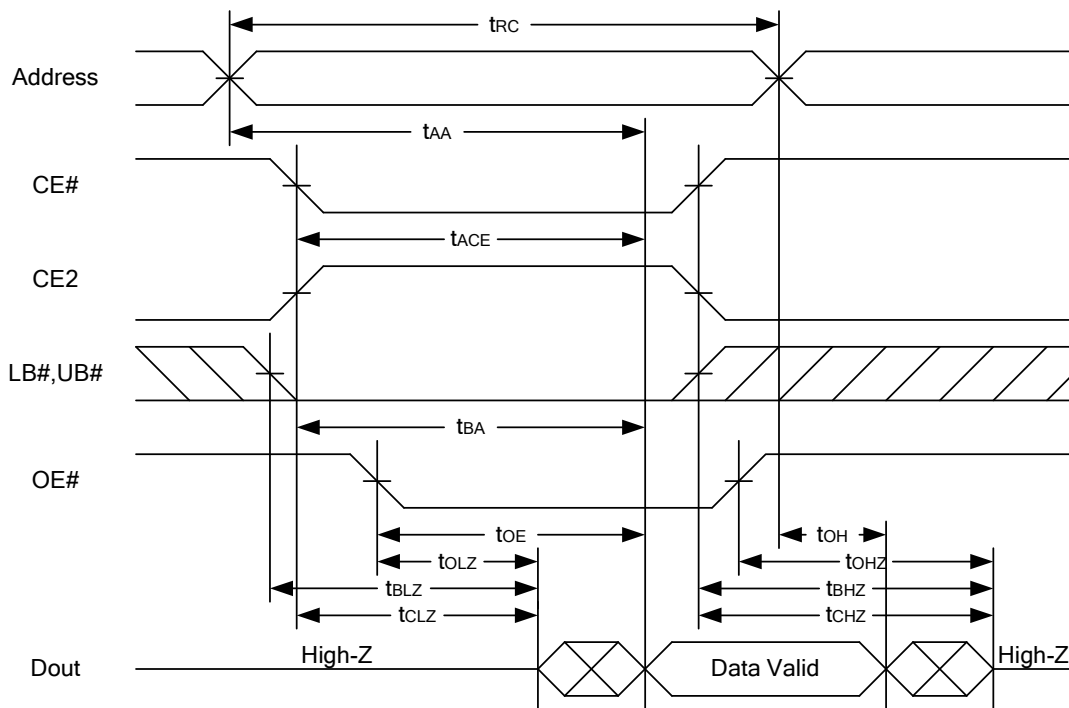 tRC
Address
tAA
CE#
tACE
CE2
LB#,UB#
tBA
OE#
tOE
tOH
tOLZ
tOHZ
tBLZ
tBHZ
tCLZ
tCHZ
Dout
High-Z
Data Valid
High-Z